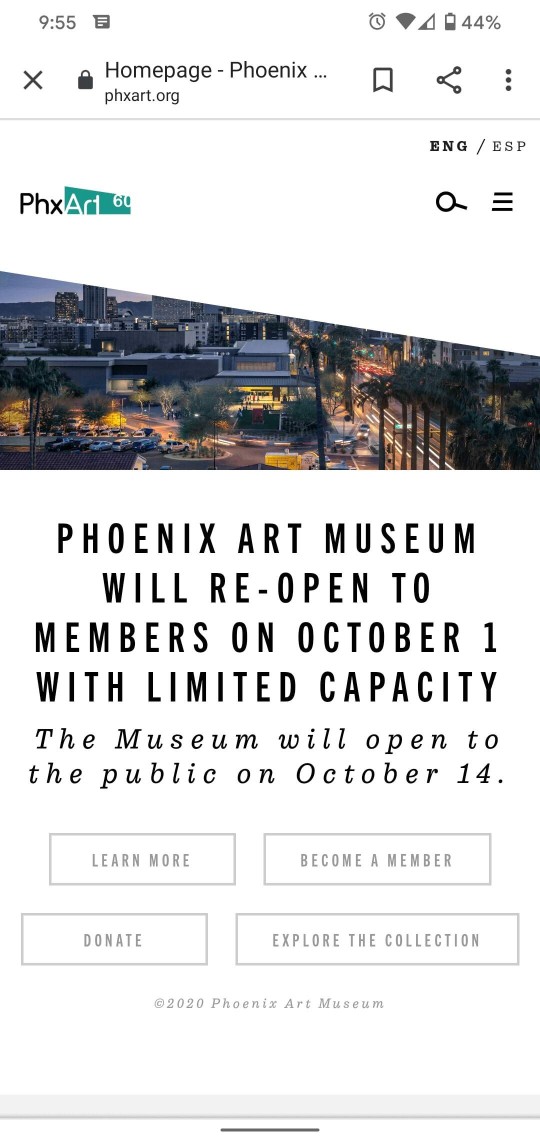 9:55
44%
Homepage - Phoenix ...
phxart.org
ENG / ESP
PhxArt 60
PHOENIX ART MUSEUM
WILL RE-OPEN TO
MEMBERS ON OCTOBER 1
WITH LIMITED CAPACITY
The Museum will open to
the public on October 14.
LEARN MORE
BECOME A MEMBER
DONATE
EXPLORE THE COLLECTION
©2020 Phoenix Art Museum